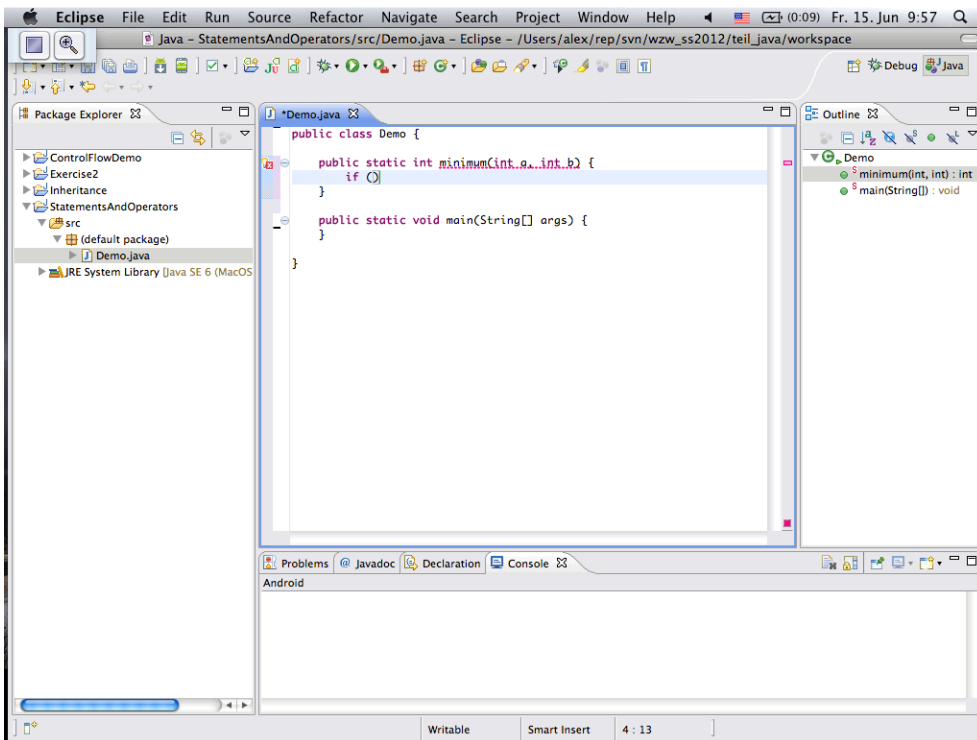 Eclipse File Edit Run Source Refactor Navigate Search Project Window Help (0:09) Fr. 15. Jun 9:57
Java – StatementsAndOperators/src/Demo.java – Eclipse – /Users/alex/rep/svn/wzw_ss2012/teil_java/workspace
Debug Java
Package Explorer
ControlFlowDemo
Exercise2
Inheritance
StatementsAndOperators
src
(default package)
Demo.java
JRE System Library [Java SE 6 (MacOS
*Demo.java
public class Demo {
public static int minimum(int a, int b) {
if ()
}
public static void main(String[] args) {
}
}
Outline
Demo
minimum(int, int) : int
main(String[]) : void
Problems @ Javadoc Declaration Console
Android
Writable Smart Insert 4 : 13